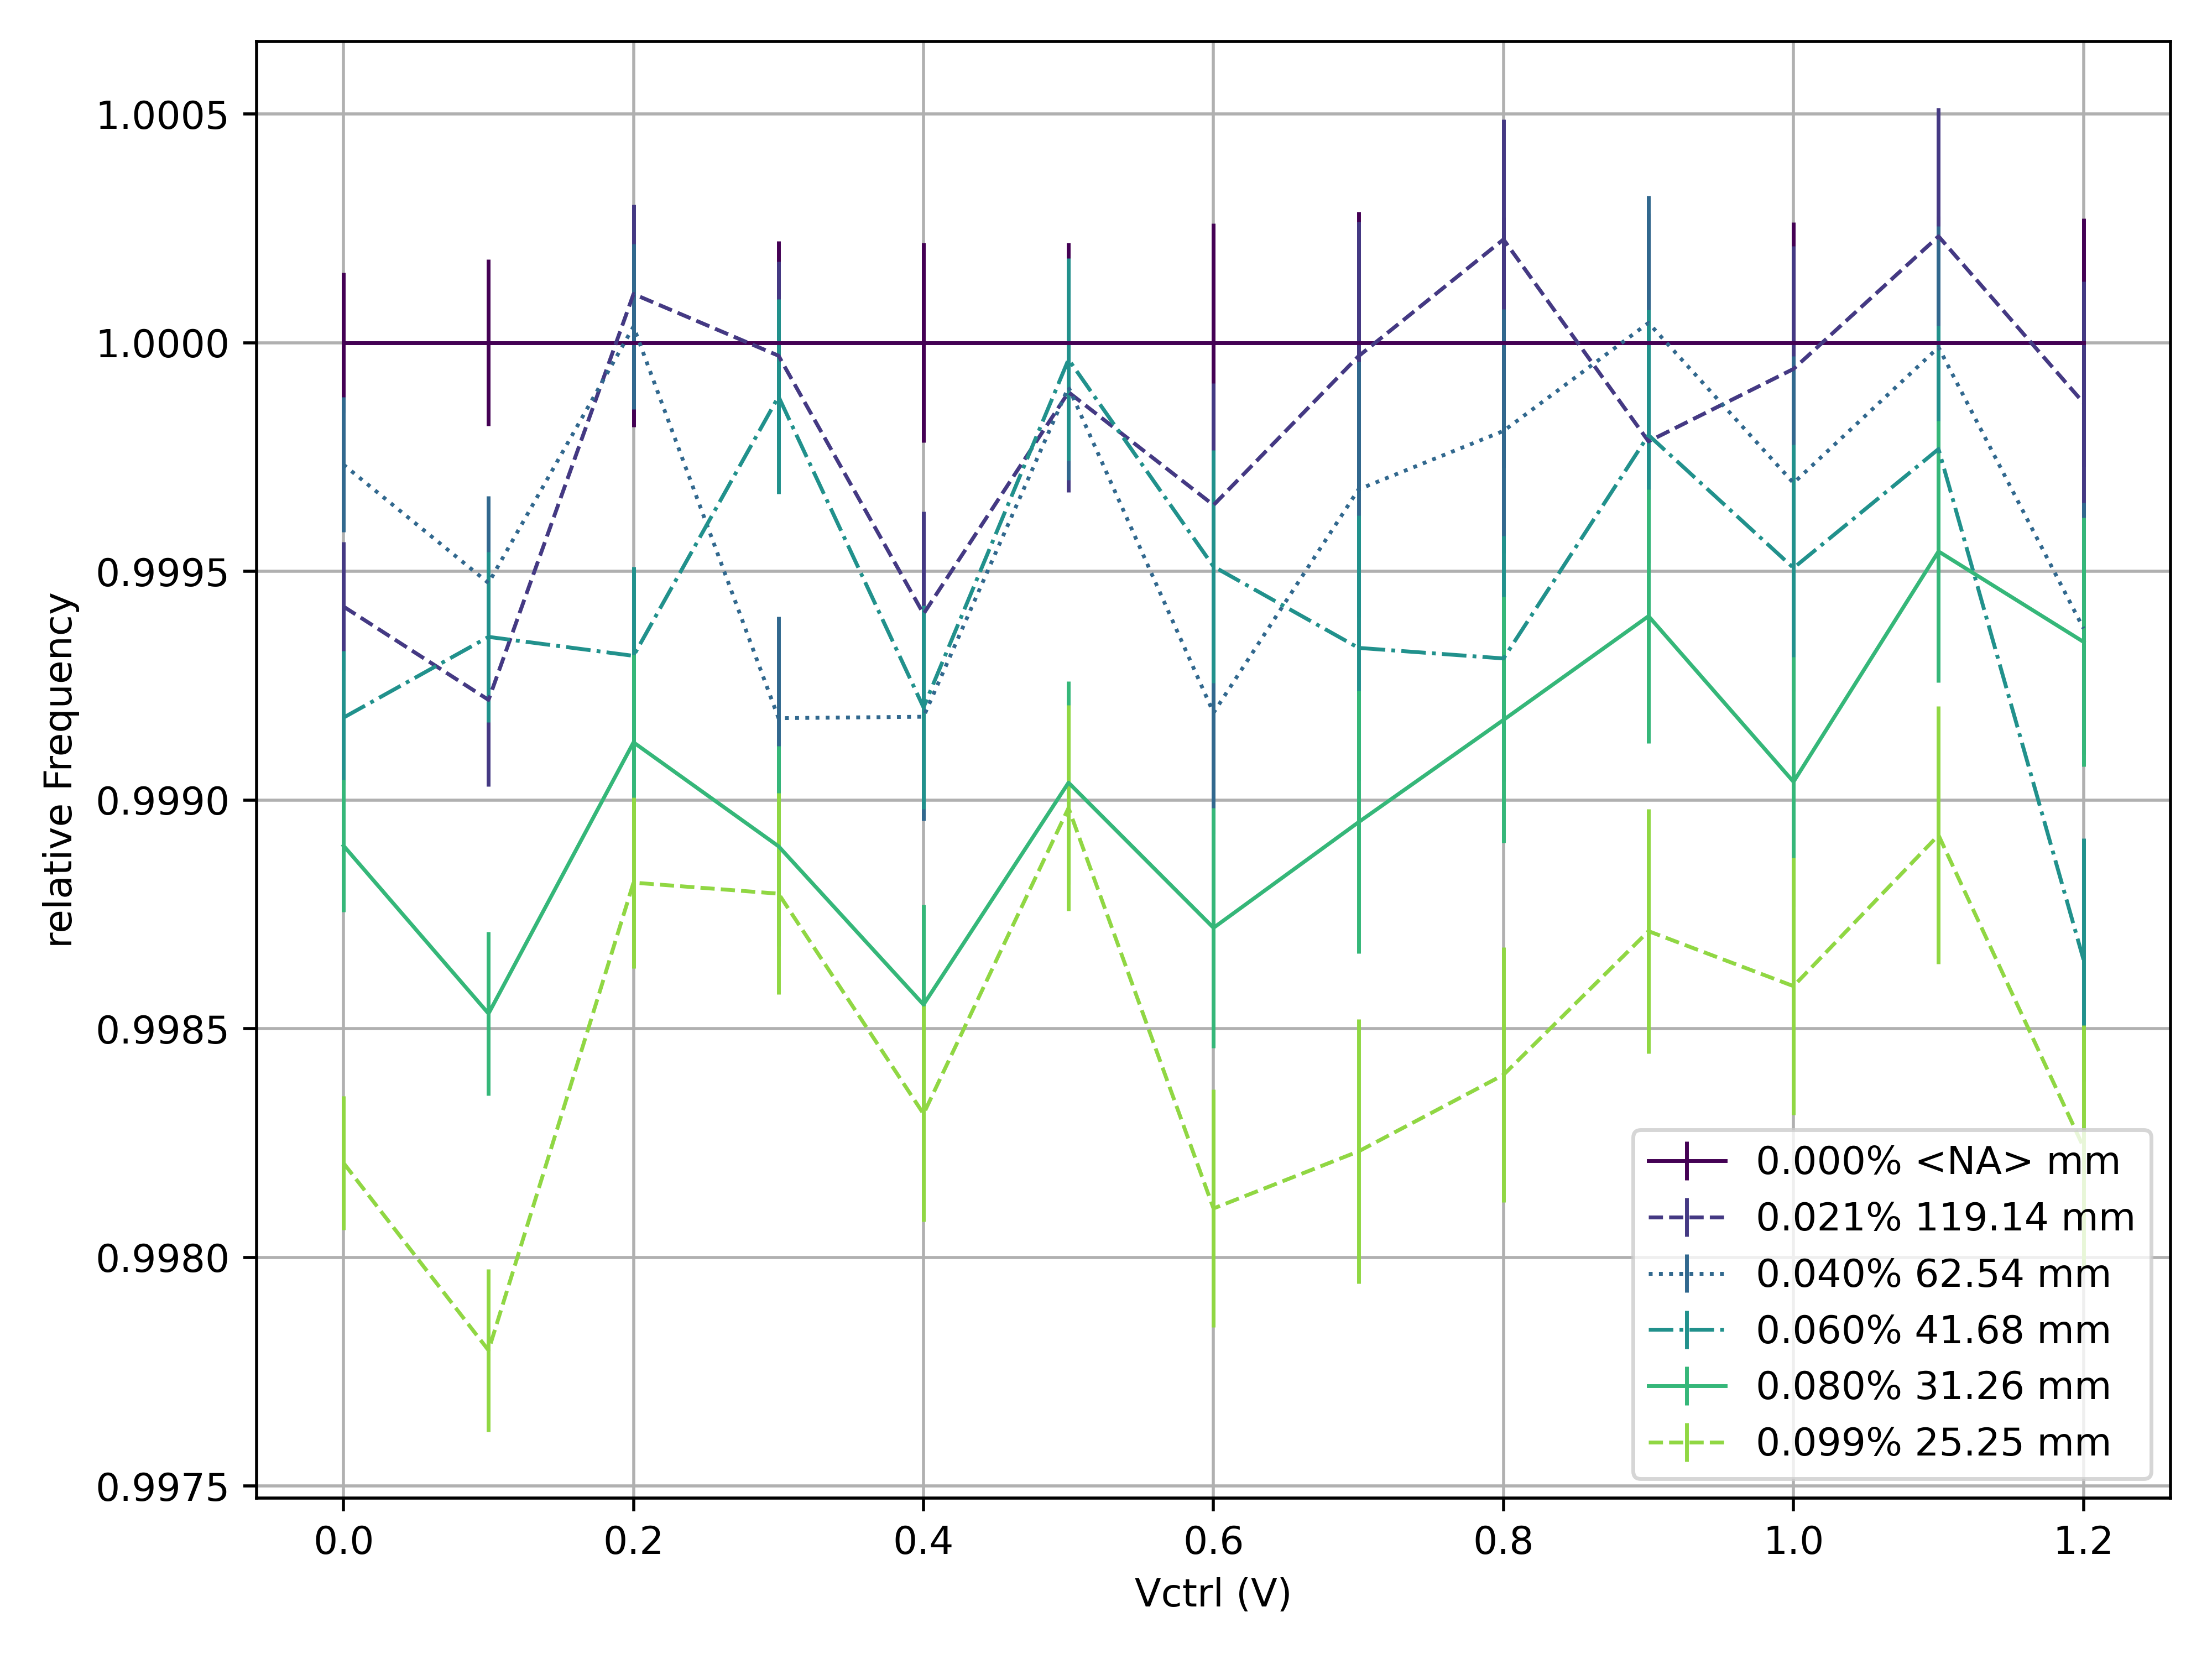 1.0005
1.0000
0.9995
0.9990
0.9985
0.9980
0.9975
relative Frequency
0.0 0.2 0.4 0.6 0.8 1.0 1.2
Vctrl (V)
0.000% <NA> mm
0.021% 119.14 mm
0.040% 62.54 mm
0.060% 41.68 mm
0.080% 31.26 mm
0.099% 25.25 mm